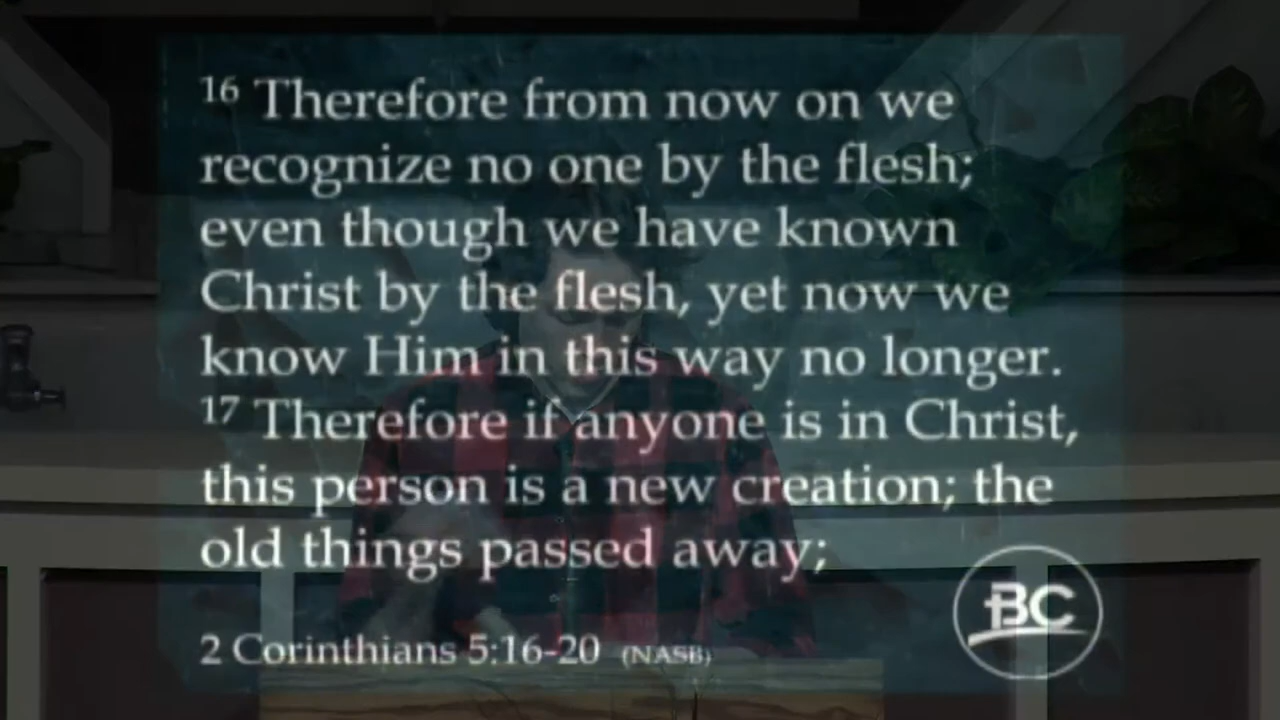 16 Therefore from now on we
recognize no one by the flesh;
even though we have known
Christ by the flesh, yet now we
know Him in this way no longer.
17 Therefore if anyone is in Christ,
this person is a new creation; the
old things passed away;
2 Corinthians 5:16-20 (NASB)
BC